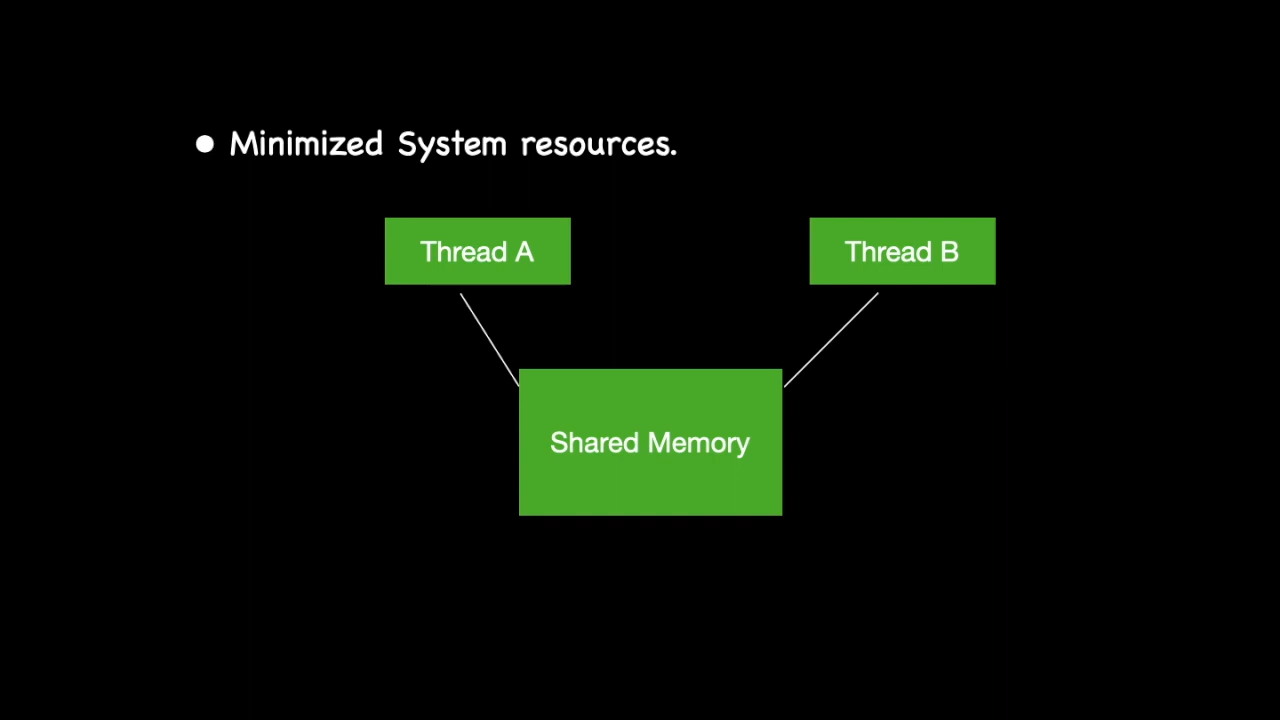 ● Minimized System resources.
Thread A
Thread B
Shared Memory